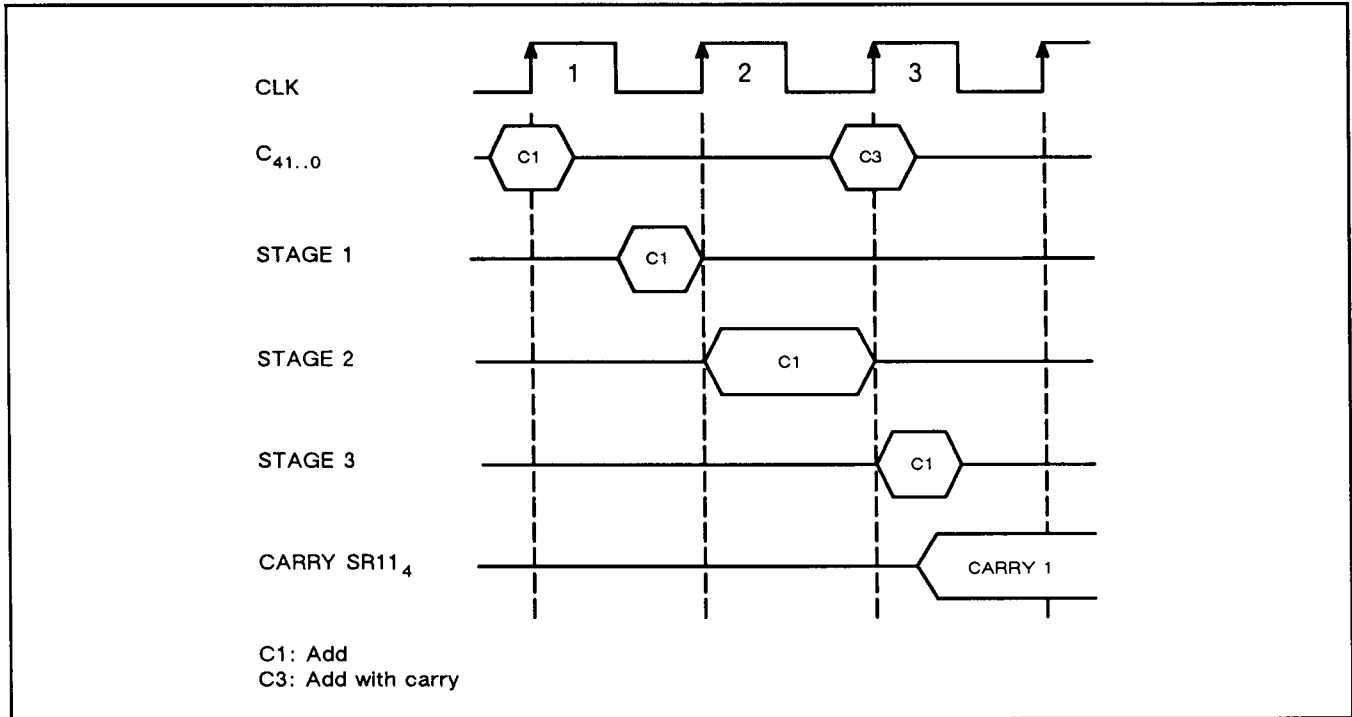 1 2 3
CLK
C41..0 C1 C3
STAGE 1 C1
STAGE 2 C1
STAGE 3 C1
CARRY SR114 CARRY 1
C1: Add
C3: Add with carry